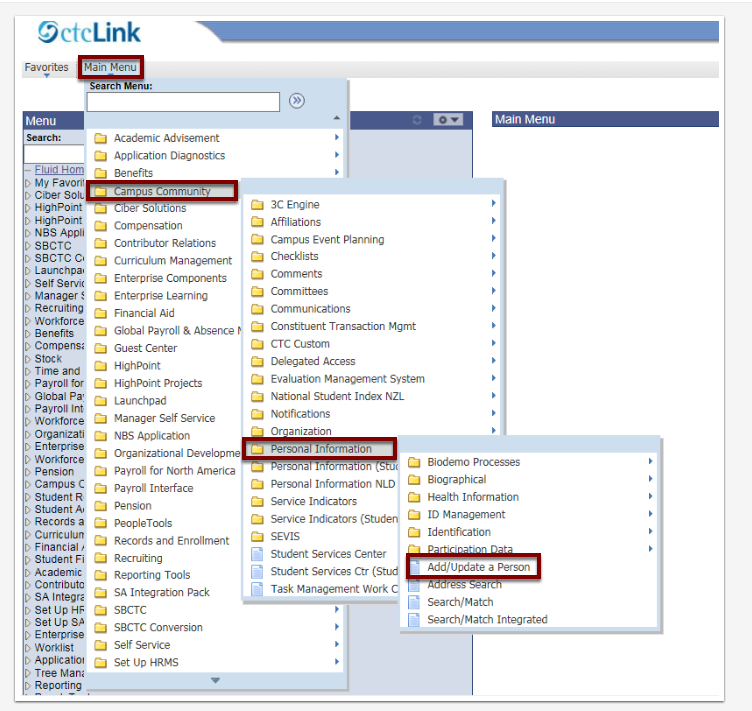 ctcLink
Favorites
Main Menu
Search Menu:
Menu
Main Menu
Search:
Fluid Hom
My Favori
Ciber Solu
HighPoint
HighPoint
NBS Appli
SBCTC
SBCTC C
Launchpa
Self Servic
Manager S
Recruiting
Workforce
Benefits
Compensa
Stock
Time and
Payroll for
Global Pay
Payroll Int
Workforce
Organizati
Enterprise
Workforce
Pension
Campus C
Student R
Student A
Records a
Curriculum
Financial
Student Fi
Academic
Contributo
SA Integra
Set Up HR
Set Up SA
Enterprise
Worklist
Application
Tree Mana
Reporting
Academic Advisement
Application Diagnostics
Benefits
Campus Community
Ciber Solutions
Compensation
Contributor Relations
Curriculum Management
Enterprise Components
Enterprise Learning
Financial Aid
Global Payroll & Absence M
Guest Center
HighPoint
HighPoint Projects
Launchpad
Manager Self Service
NBS Application
Organizational Developme
Payroll for North America
Payroll Interface
Pension
PeopleTools
Records and Enrollment
Recruiting
Reporting Tools
SA Integration Pack
SBCTC
SBCTC Conversion
Self Service
Set Up HRMS
3C Engine
Affiliations
Campus Event Planning
Checklists
Comments
Committees
Communications
Constituent Transaction Mgmt
CTC Custom
Delegated Access
Evaluation Management System
National Student Index NZL
Notifications
Organization
Personal Information
Personal Information (Stud
Personal Information NLD
Service Indicators
Service Indicators (Studen
SEVIS
Student Services Center
Student Services Ctr (Stud
Task Management Work C
Biodemo Processes
Biographical
Health Information
ID Management
Identification
Participation Data
Add/Update a Person
Address Search
Search/Match
Search/Match Integrated